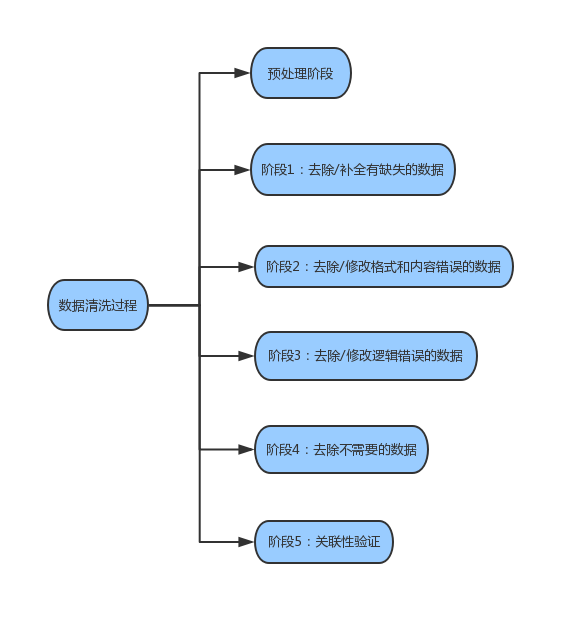 预处理阶段
阶段1：去除/补全有缺失的数据
阶段2：去除/修改格式和内容错误的数据
数据清洗过程
阶段3：去除/修改逻辑错误的数据
阶段4：去除不需要的数据
阶段5：关联性验证